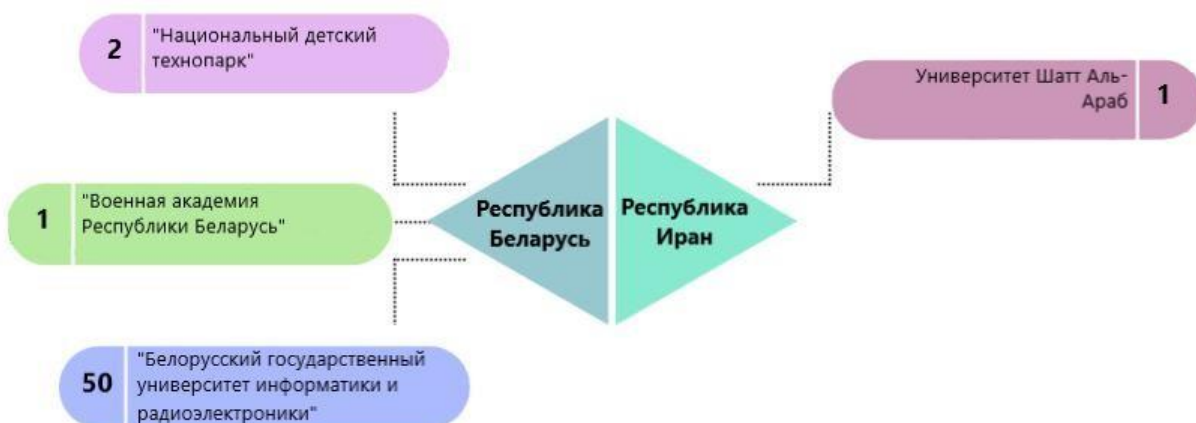 2
"Национальный детский
технопарк"
Университет Шатт Аль-
Араб
1
1
"Военная академия
Республики Беларусь"
Республика
Беларусь
Республика
Иран
50
"Белорусский государственный
университет информатики и
радиоэлектроники"